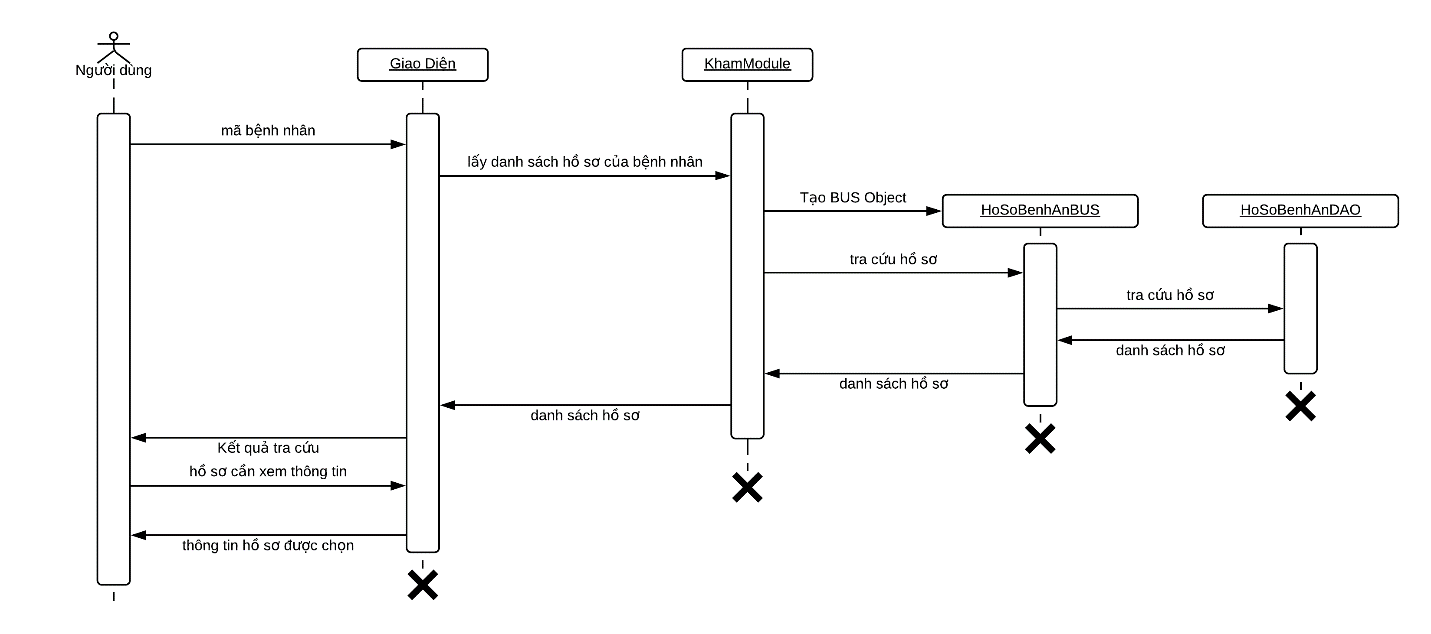 Người dùng
Giao Diện
KhamModule
mã bệnh nhân
lấy danh sách hồ sơ của bệnh nhân
Tạo BUS Object
HoSoBenhAnBUS
HoSoBenhAnDAO
tra cứu hồ sơ
tra cứu hồ sơ
danh sách hồ sơ
danh sách hồ sơ
danh sách hồ sơ
Kết quả tra cứu
hồ sơ cần xem thông tin
thông tin hồ sơ được chọn